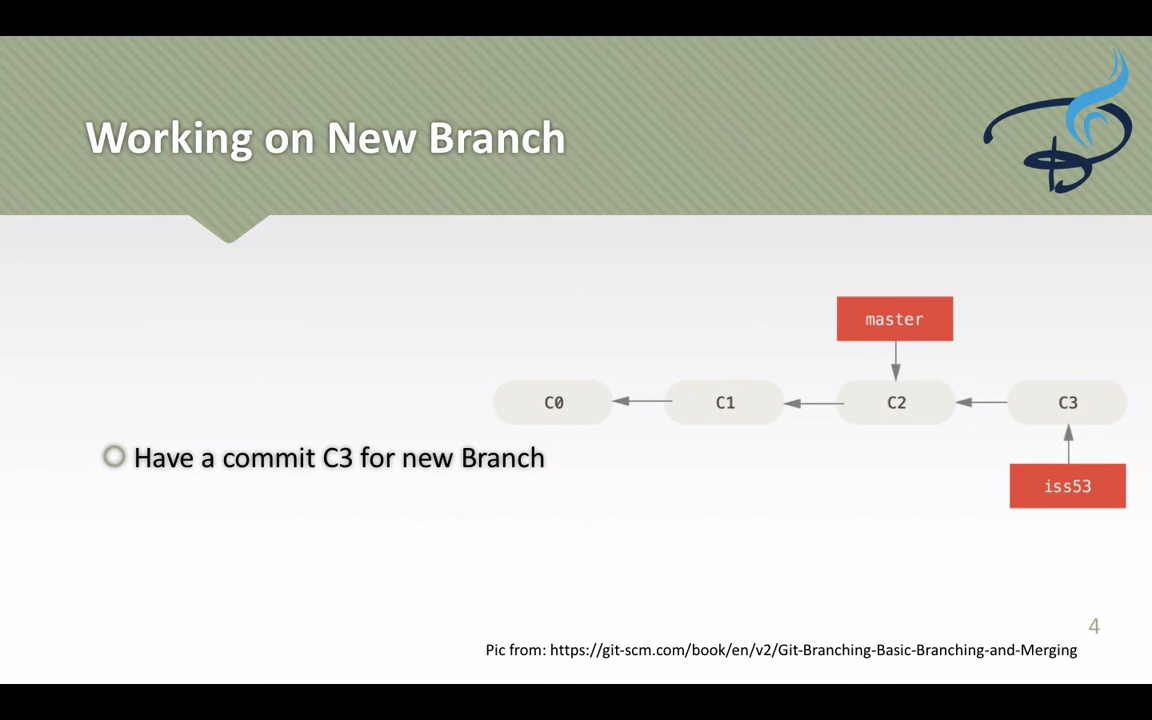 Working on New Branch
master
C0
C1
C2
C3
Have a commit C3 for new Branch
iss53
4
Pic from: https://git-scm.com/book/en/v2/Git-Branching-Basic-Branching-and-Merging